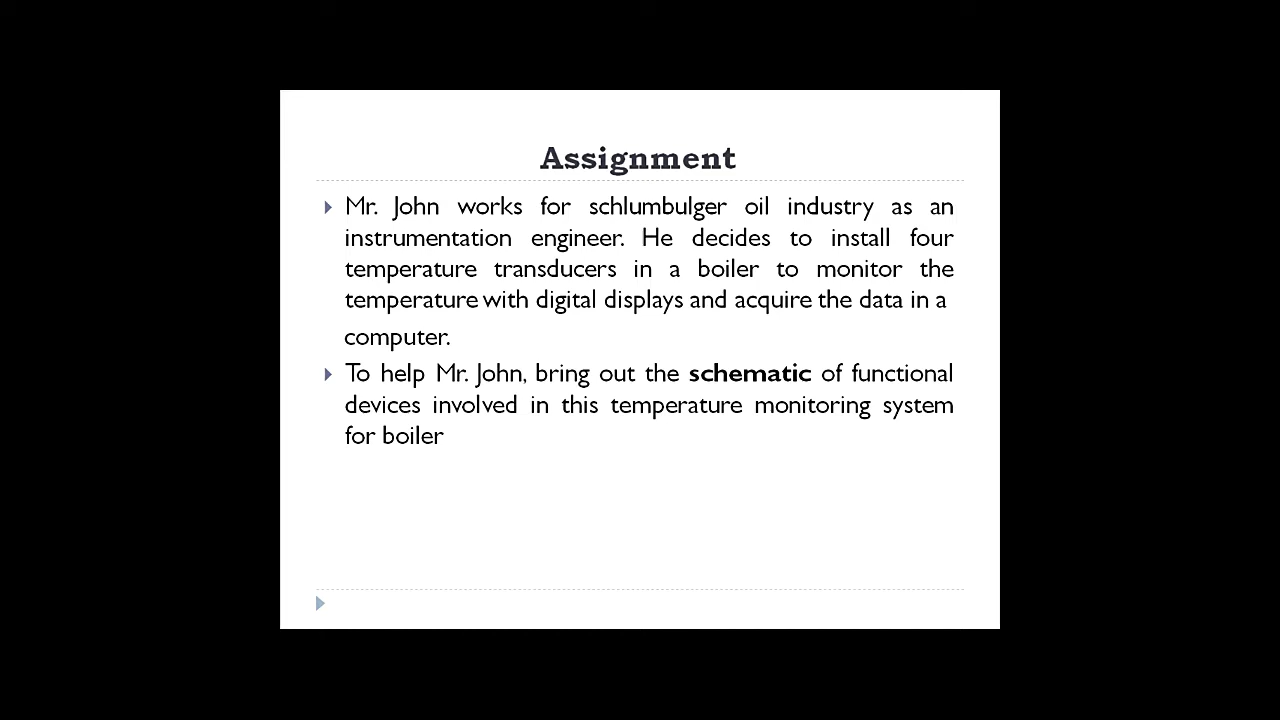 Assignment
Mr. John works for schlumbulger oil industry as an
instrumentation engineer. He decides to install four
temperature transducers in a boiler to monitor the
temperature with digital displays and acquire the data in a
computer.
To help Mr. John, bring out the schematic of functional
devices involved in this temperature monitoring system
for boiler